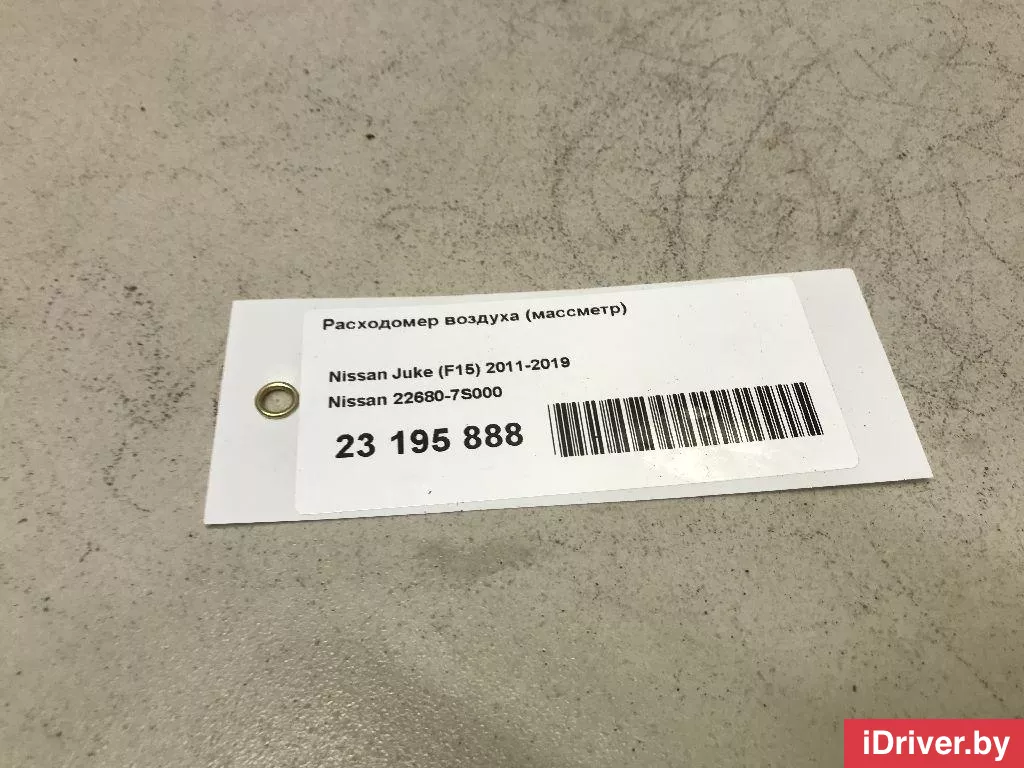 Расходомер воздуха (массметр)
Nissan Juke (F15) 2011-2019
Nissan 22680-7S000
23 195 888
iDriver.by